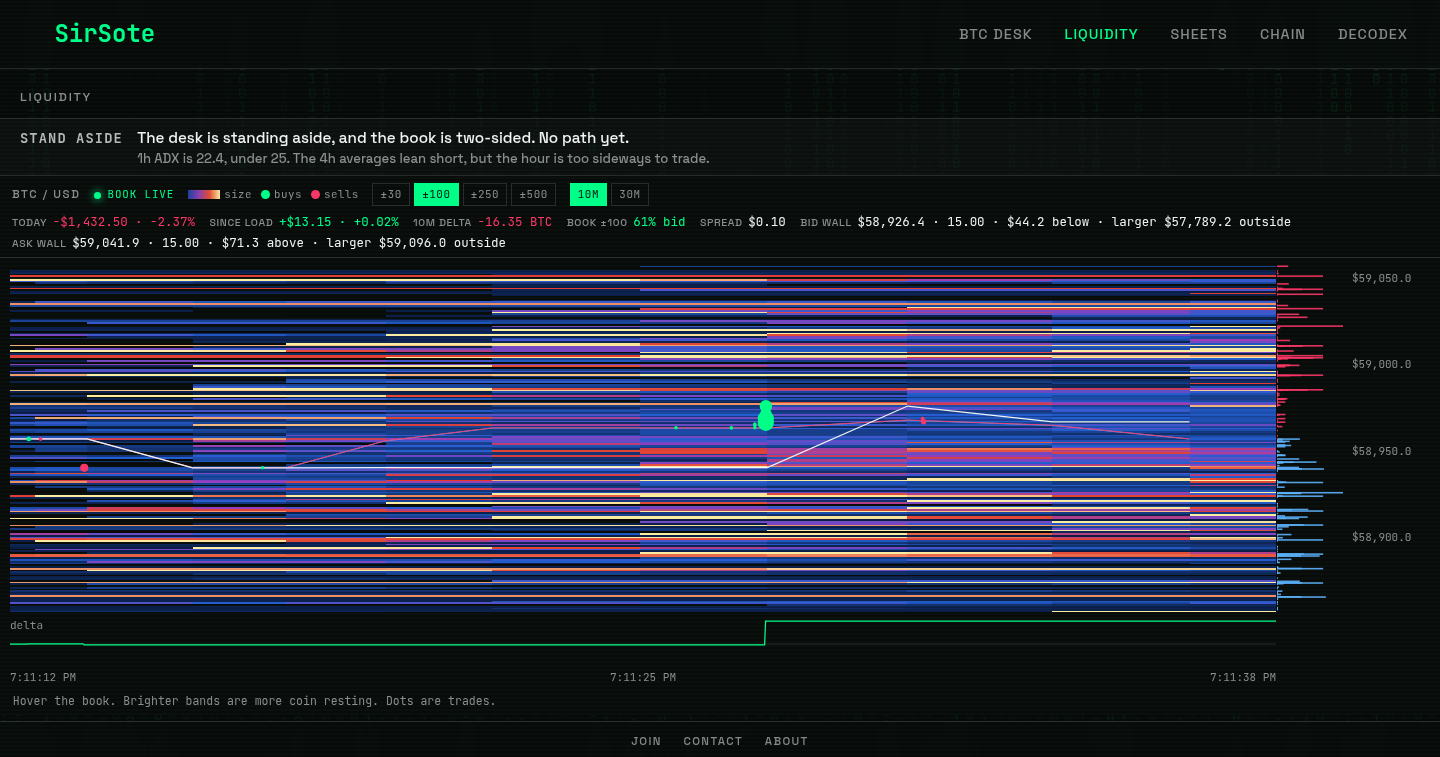 SirSote
BTC DESK LIQUIDITY SHEETS CHAIN DECODEX
LIQUIDITY
STAND ASIDE The desk is standing aside, and the book is two-sided. No path yet.
1h ADX is 22.4, under 25. The 4h averages lean short, but the hour is too sideways to trade.
BTC / USD BOOK LIVE size buys sells ±30 ±100 ±250 ±500 10M 30M
TODAY -$1,432.50 · -2.37% SINCE LOAD +$13.15 · +0.02% 10M DELTA -16.35 BTC BOOK ±100 61% bid SPREAD $0.10 BID WALL $58,926.4 · 15.00 · $44.2 below · larger $57,789.2 outside
ASK WALL $59,041.9 · 15.00 · $71.3 above · larger $59,096.0 outside
$59,050.0
$59,000.0
$58,950.0
$58,900.0
delta
7:11:12 PM 7:11:25 PM 7:11:38 PM
Hover the book. Brighter bands are more coin resting. Dots are trades.
JOIN CONTACT ABOUT